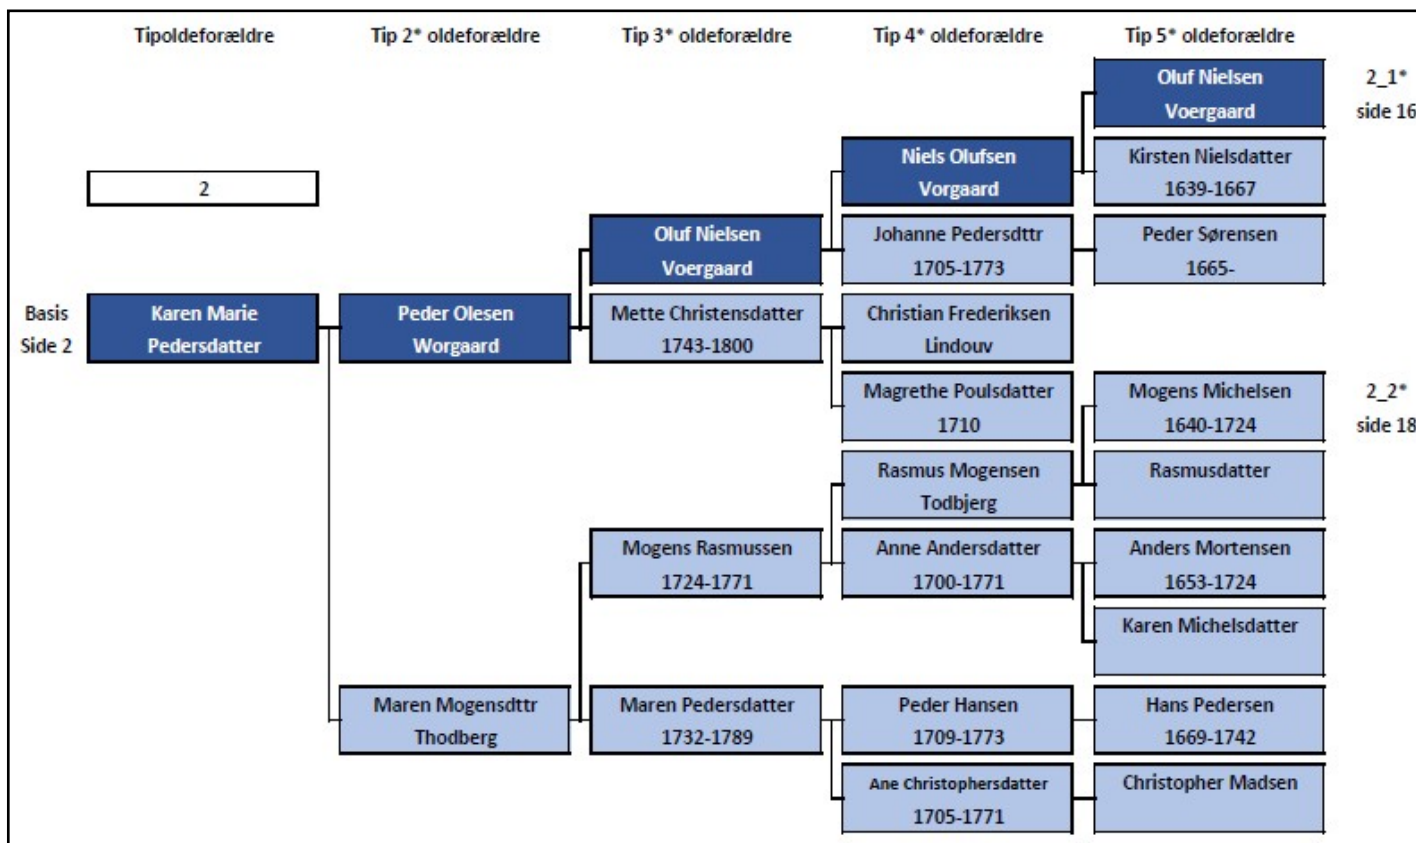 Tipoldeforældre
Tip 2* oldeforældre
Tip 3* oldeforældre
Tip 4* oldeforældre
Tip 5* oldeforældre
Oluf Nielsen
Voergaard
2_1*
side 16
Niels Olufsen
Vorgaard
Kirsten Nielsdatter
1639-1667
2
Oluf Nielsen
Voergaard
Johanne Pedersdttr
1705-1773
Peder Sørensen
1665-
Basis
Side 2
Karen Marie
Pedersdatter
Peder Olesen
Worgaard
Mette Christensdatter
1743-1800
Christian Frederiksen
Lindouv
Magrethe Poulsdatter
1710
Mogens Michelsen
1640-1724
2_2*
side 18
Rasmus Mogensen
Todbjerg
Rasmusdatter
Mogens Rasmussen
1724-1771
Anne Andersdatter
1700-1771
Anders Mortensen
1653-1724
Karen Michelsdatter
Maren Mogensdttr
Thodberg
Maren Pedersdatter
1732-1789
Peder Hansen
1709-1773
Hans Pedersen
1669-1742
Ane Christophersdatter
1705-1771
Christopher Madsen